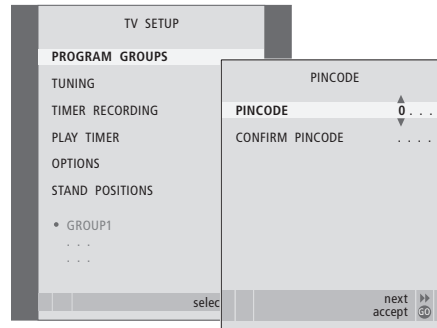 TV SETUP
PROGRAM GROUPS
TUNING
TIMER RECORDING
PLAY TIMER
OPTIONS
STAND POSITIONS
• GROUP1
. . .
. . .
selec
PINCODE
PINCODE 0 . . .
CONFIRM PINCODE . . . .
next
accept GO